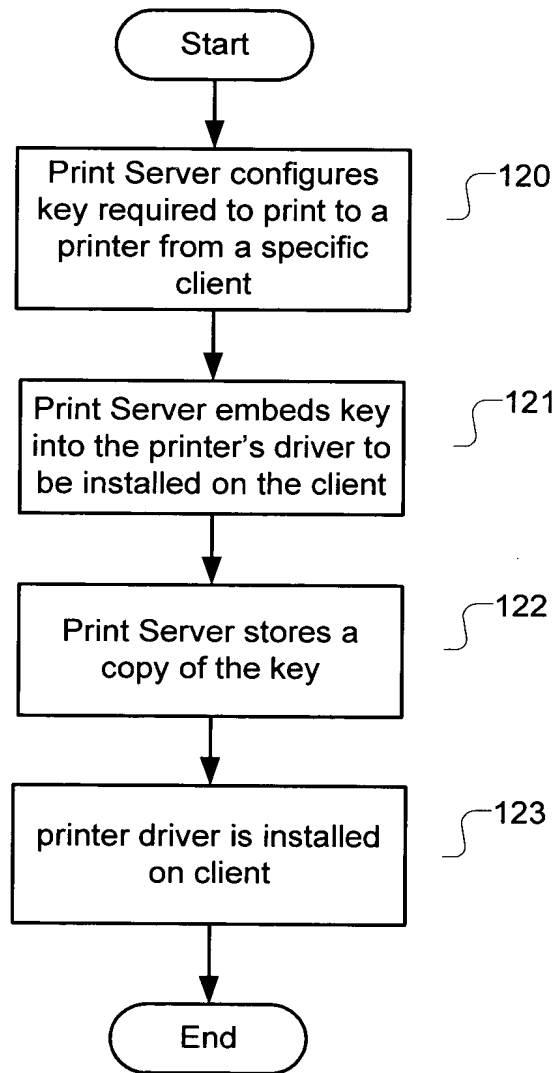 Start
Print Server configures
key required to print to a
printer from a specific
client
120
Print Server embeds key
into the printer's driver to
be installed on the client
121
Print Server stores a
copy of the key
122
printer driver is installed
on client
123
End